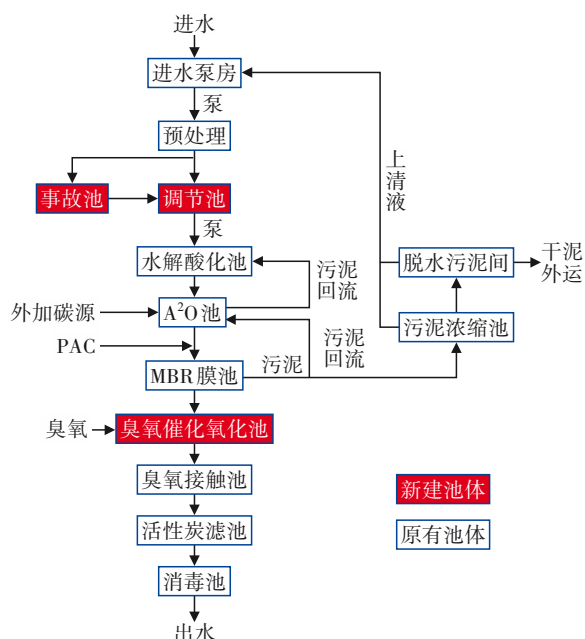 进水
进水泵房
泵
预处理
事故池
调节池
泵
上清液
水解酸化池
污泥
回流
脱水污泥间
干泥
外运
外加碳源
A²O池
污泥浓缩池
PAC
污泥
污泥
回流
MBR膜池
臭氧
臭氧催化氧化池
臭氧接触池
新建池体
活性炭滤池
原有池体
消毒池
出水